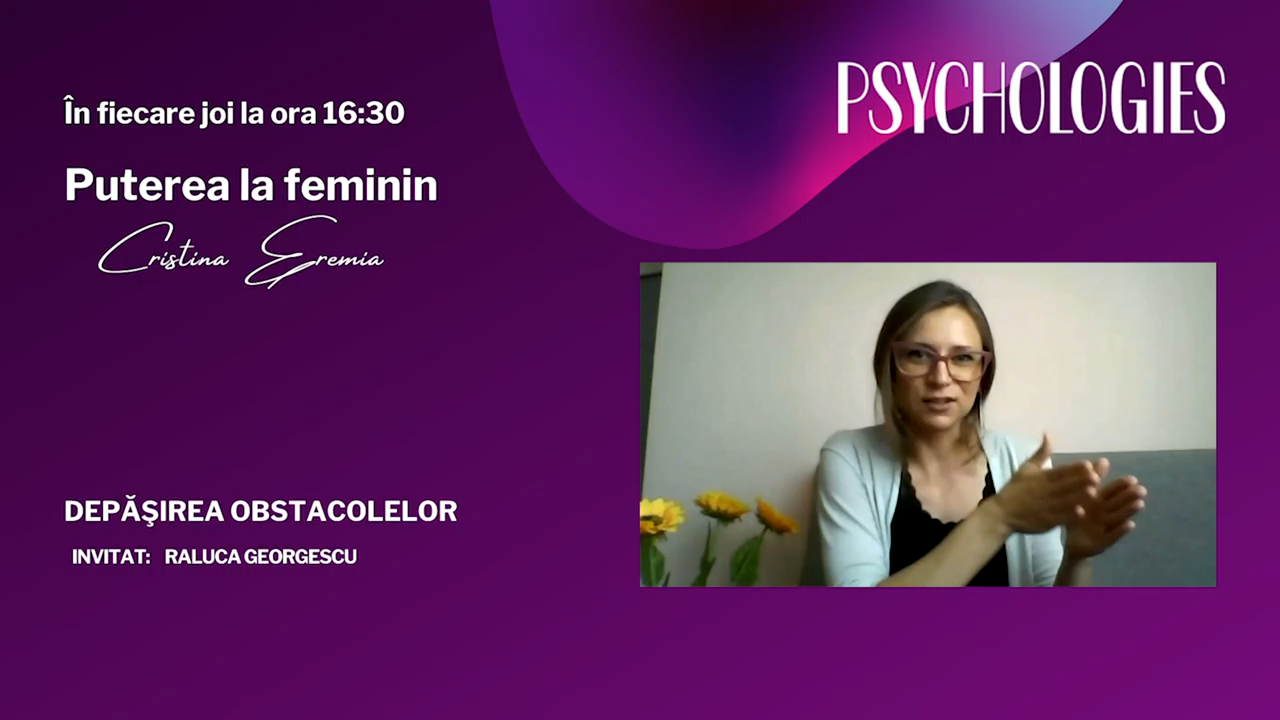 În fiecare joi la ora 16:30
PSYCHOLOGIES
Puterea la feminin
Cristina Eremia
DEPĂŞIREA OBSTACOLELOR
INVITAT: RALUCA GEORGESCU